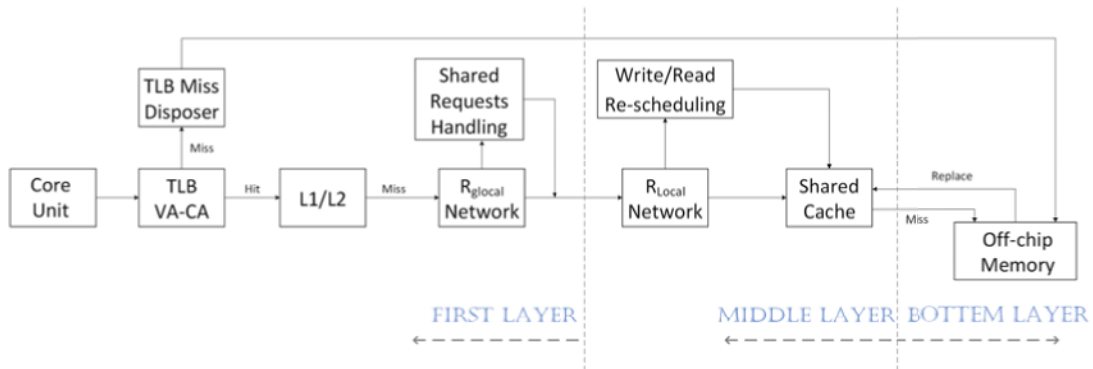 TLB Miss
Disposer
Shared
Requests
Handling
Write/Read
Re-scheduling
Miss
Core
Unit
TLB
VA-CA
Hit
L1/L2
Miss
Rglocal
Network
RLocal
Network
Shared
Cache
Replace
Miss
Off-chip
Memory
FIRST LAYER
MIDDLE LAYER
BOTTEM LAYER